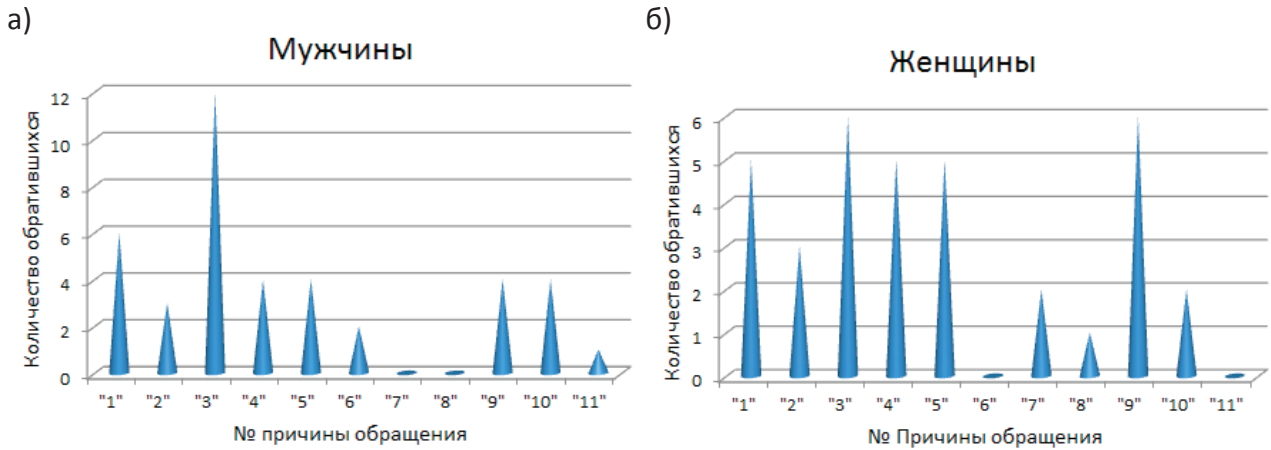 а)
Мужчины
Количество обратившихся
12
10
8
6
4
2
0
"1" "2" "3" "4" "5" "6" "7" "8" "9" "10" "11"
№ причины обращения
б)
Женщины
Количество обратившихся
6
5
4
3
2
1
0
"1" "2" "3" "4" "5" "6" "7" "8" "9" "10" "11"
№ Причины обращения